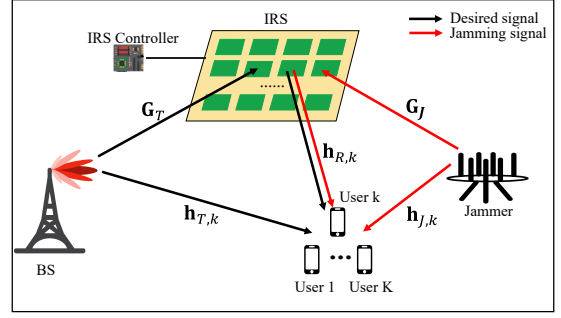 IRS
Desired signal
Jamming signal
IRS Controller
......
G_T
G_J
h_{R,k}
User k
h_{T,k}
h_{J,k}
Jammer
BS
...
User 1
User K